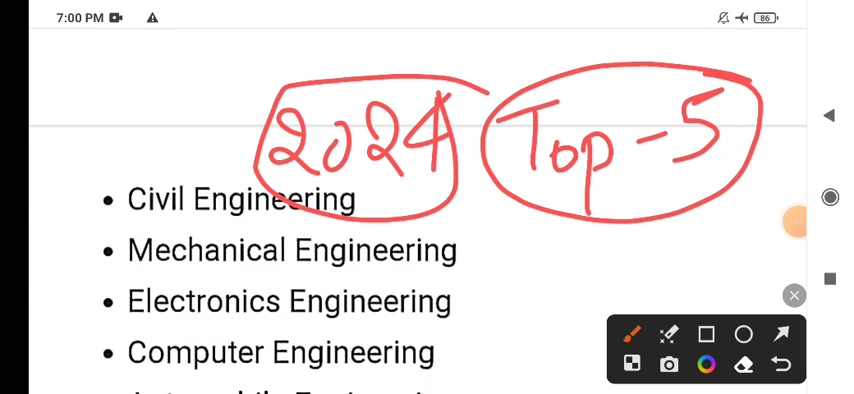 7:00 PM
86
2024 Top-5
• Civil Engineering
• Mechanical Engineering
• Electronics Engineering
• Computer Engineering